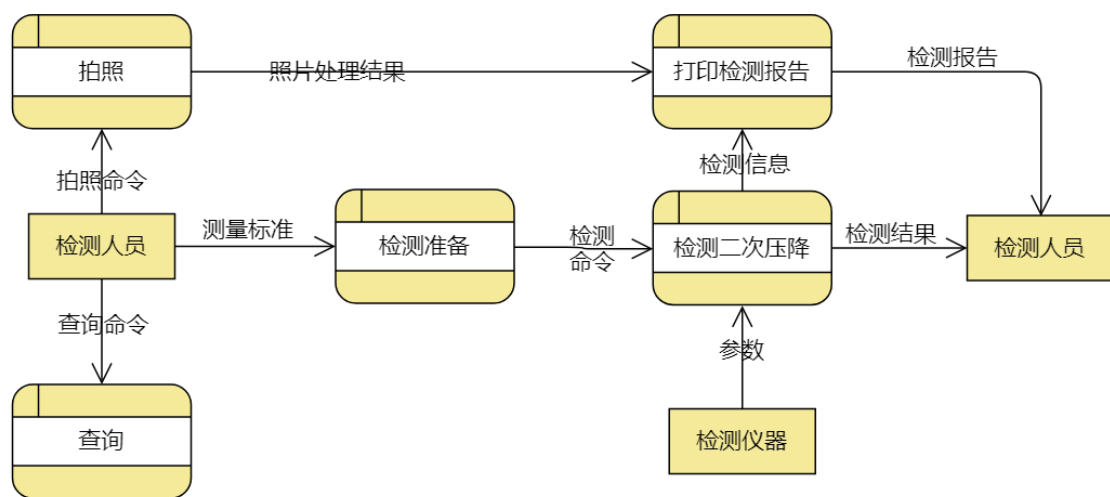 拍照
照片处理结果
打印检测报告
检测报告
拍照命令
检测信息
检测人员
测量标准
检测准备
检测
命令
检测二次压降
检测结果
检测人员
查询命令
参数
查询
检测仪器